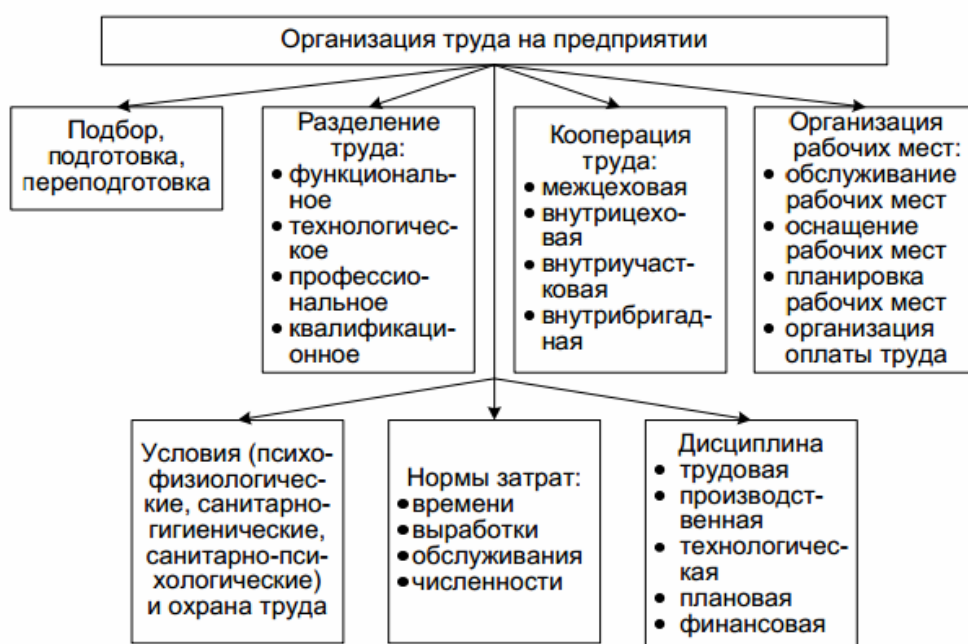 Организация труда на предприятии
Подбор,
подготовка,
переподготовка
Разделение
труда:
• функциональ-
ное
• технологичес-
кое
• профессио-
нальное
• квалификаци-
онное
Кооперация
труда:
• межцеховая
• внутрицехо-
вая
• внутриучаст-
ковая
• внутрибригад-
ная
Организация
рабочих мест:
• обслуживание
рабочих мест
• оснащение
рабочих мест
• планировка
рабочих мест
• организация
оплаты труда
Условия (психо-
физиологичес-
кие, санитарно-
гигиенические,
санитарно-пси-
хологические)
и охрана труда
Нормы затрат:
• времени
• выработки
• обслуживания
• численности
Дисциплина
• трудовая
• производст-
венная
• технологичес-
кая
• плановая
• финансовая